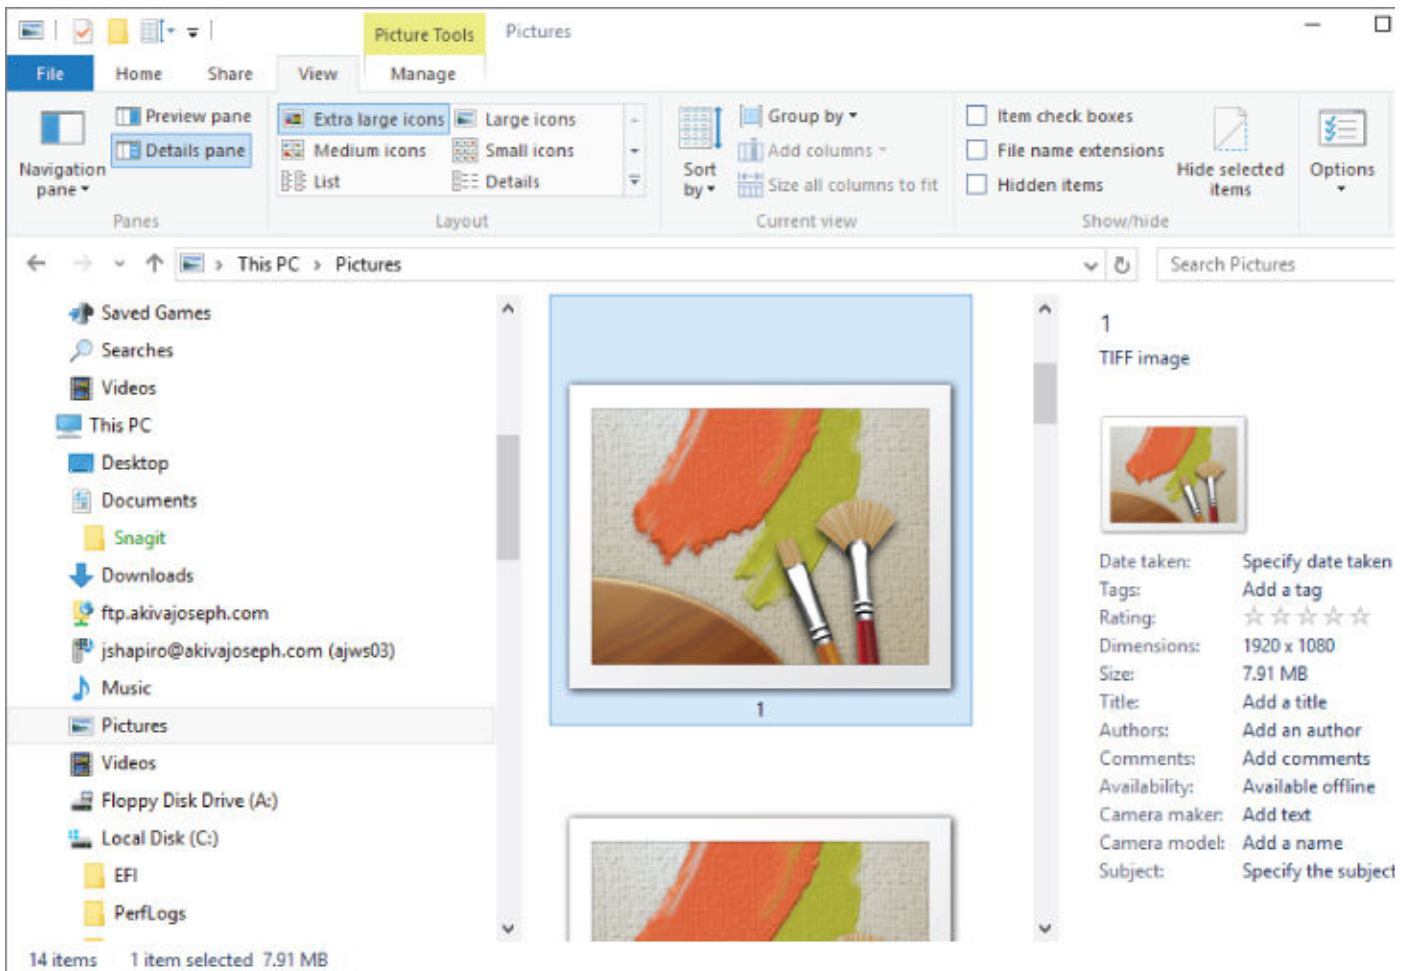 Picture Tools Pictures
File Home Share View Manage
Navigation pane
Preview pane
Details pane
Panes
Extra large icons Large icons
Medium icons Small icons
List Details
Layout
Sort by
Group by
Add columns
Size all columns to fit
Current view
Item check boxes
File name extensions
Hidden items
Hide selected items
Show/hide
Options
This PC > Pictures
Search Pictures
Saved Games
Searches
Videos
This PC
Desktop
Documents
Snagit
Downloads
ftp.akivajoseph.com
jshapiro@akivajoseph.com (ajws03)
Music
Pictures
Videos
Floppy Disk Drive (A:)
Local Disk (C:)
EFI
PerfLogs
1
1
TIFF image
Date taken: Specify date taken
Tags: Add a tag
Rating:
Dimensions: 1920 x 1080
Size: 7.91 MB
Title: Add a title
Authors: Add an author
Comments: Add comments
Availability: Available offline
Camera maker: Add text
Camera model: Add a name
Subject: Specify the subject
14 items 1 item selected 7.91 MB